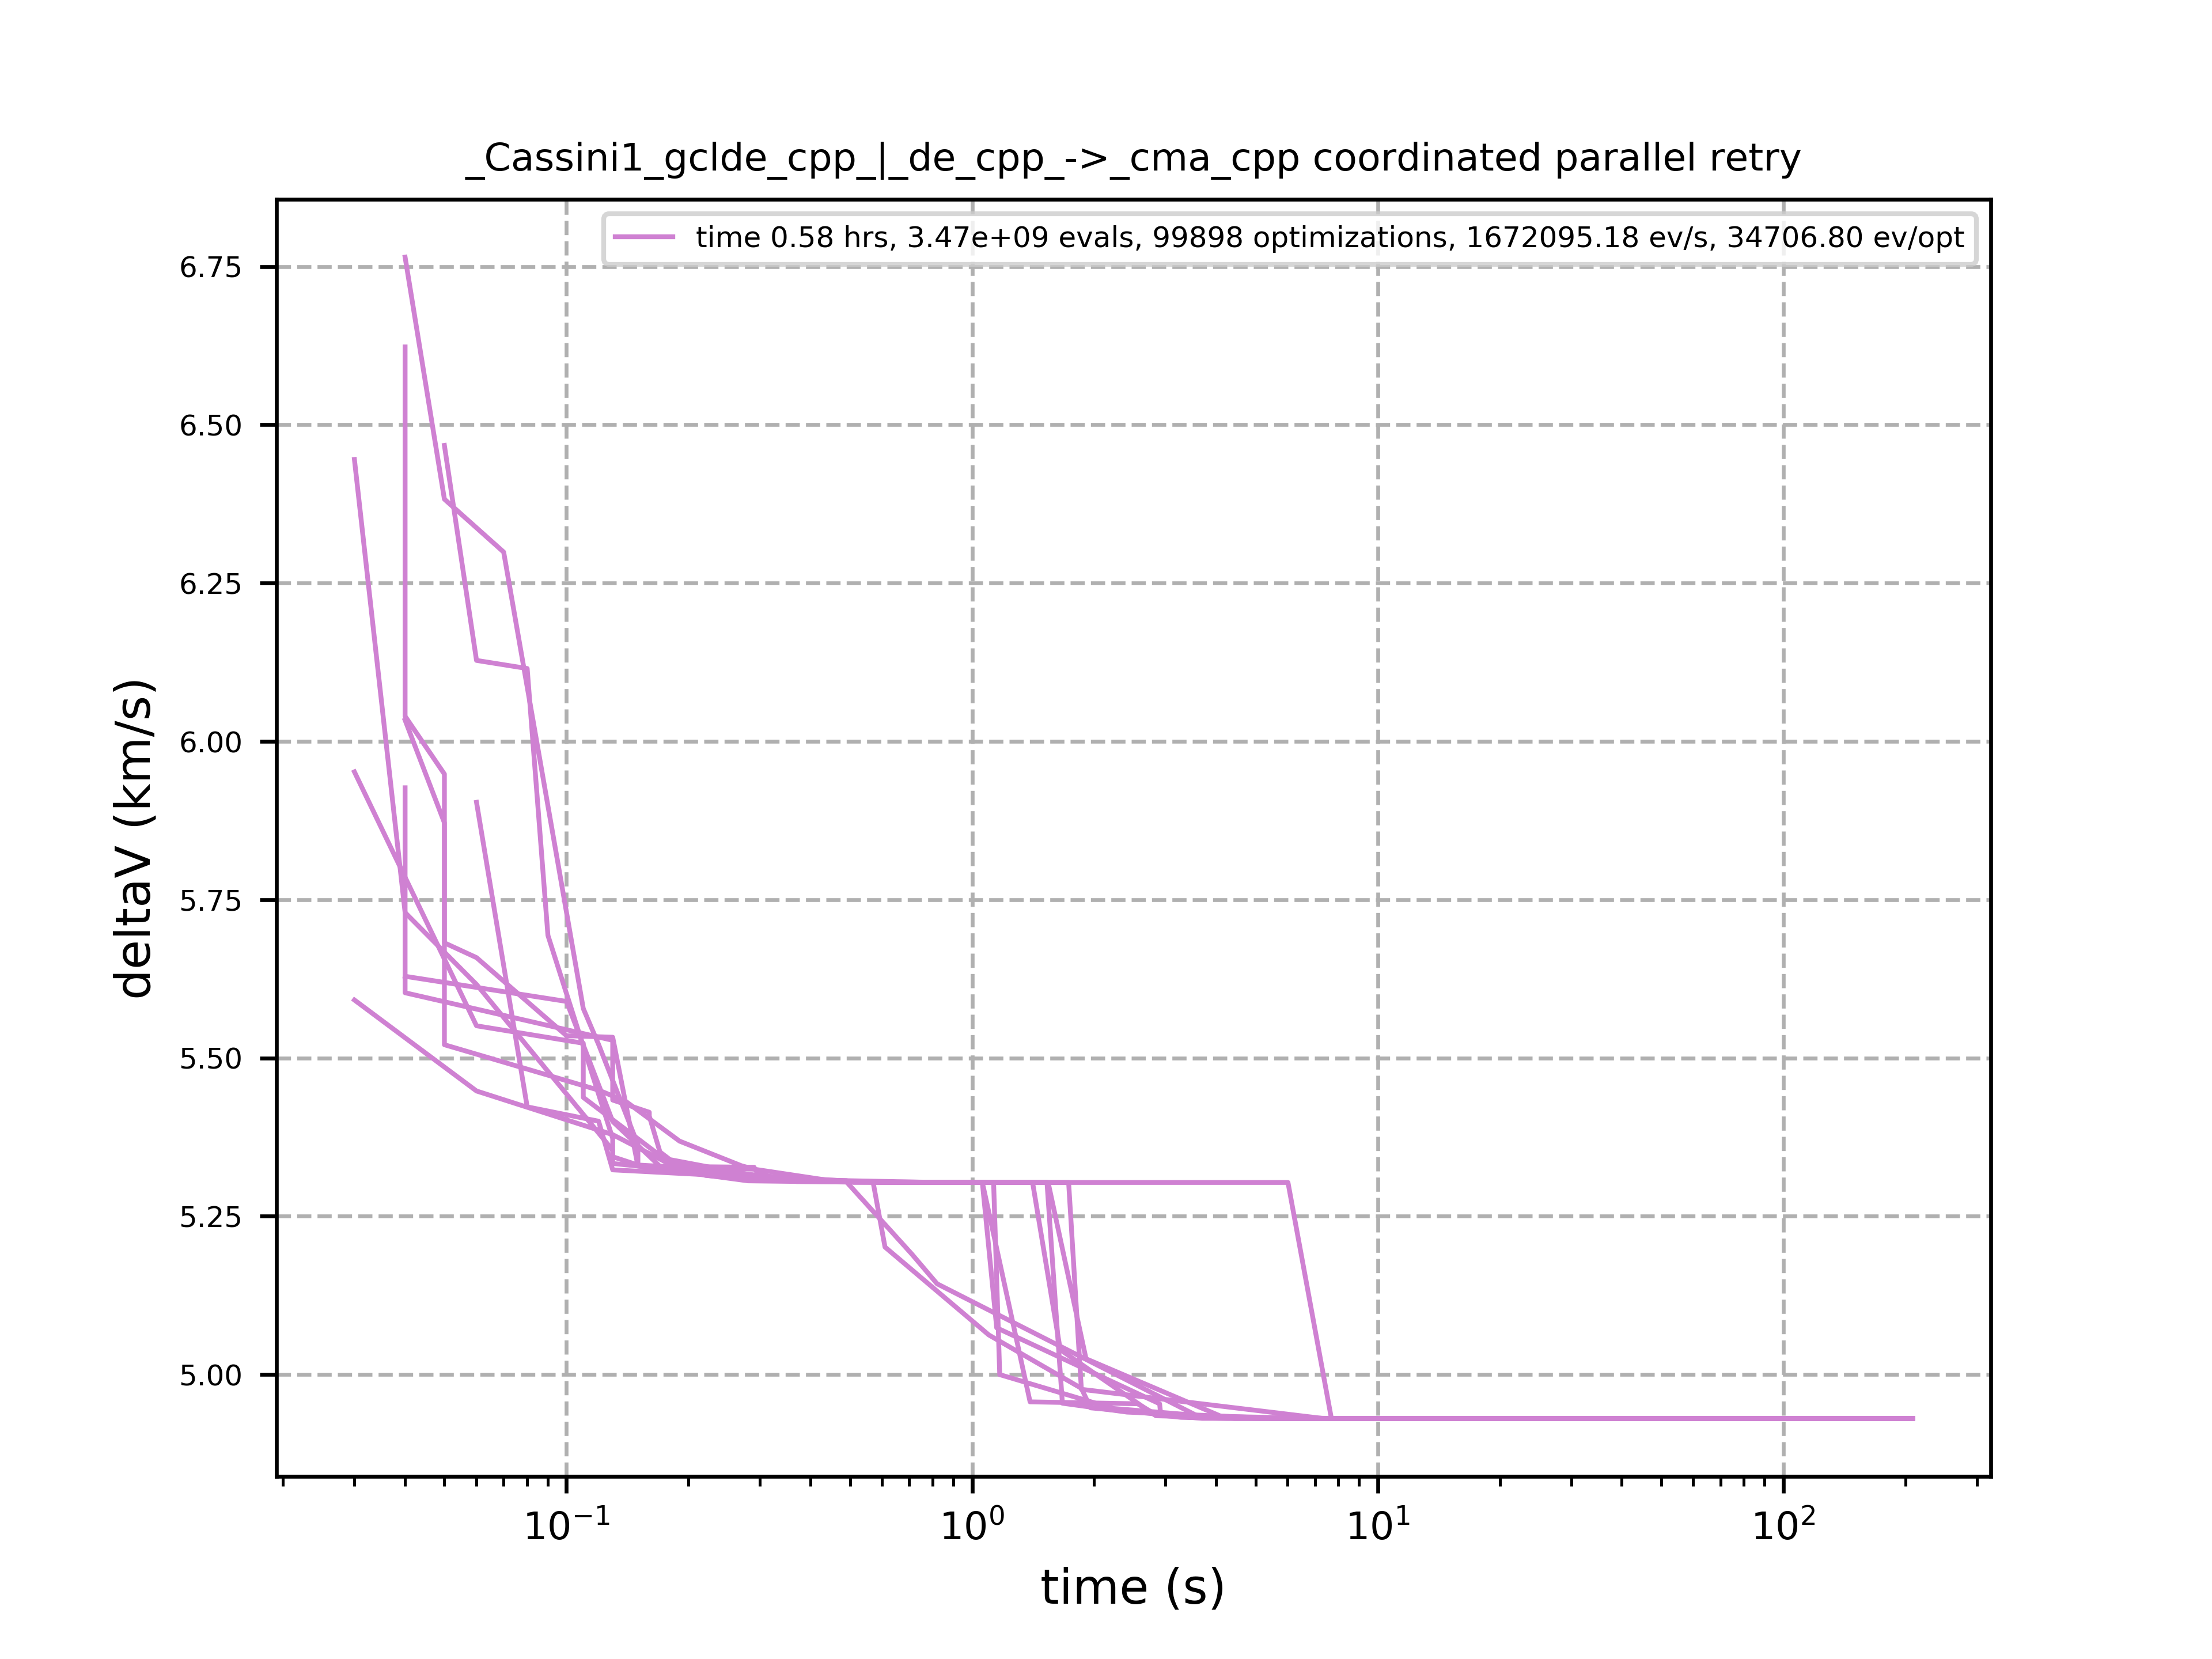 _Cassini1_gclde_cpp_|_de_cpp_->_cma_cpp coordinated parallel retry
time 0.58 hrs, 3.47e+09 evals, 99898 optimizations, 1672095.18 ev/s, 34706.80 ev/opt
6.75
6.50
6.25
6.00
5.75
5.50
5.25
5.00
deltaV (km/s)
10⁻¹ 10⁰ 10¹ 10²
time (s)